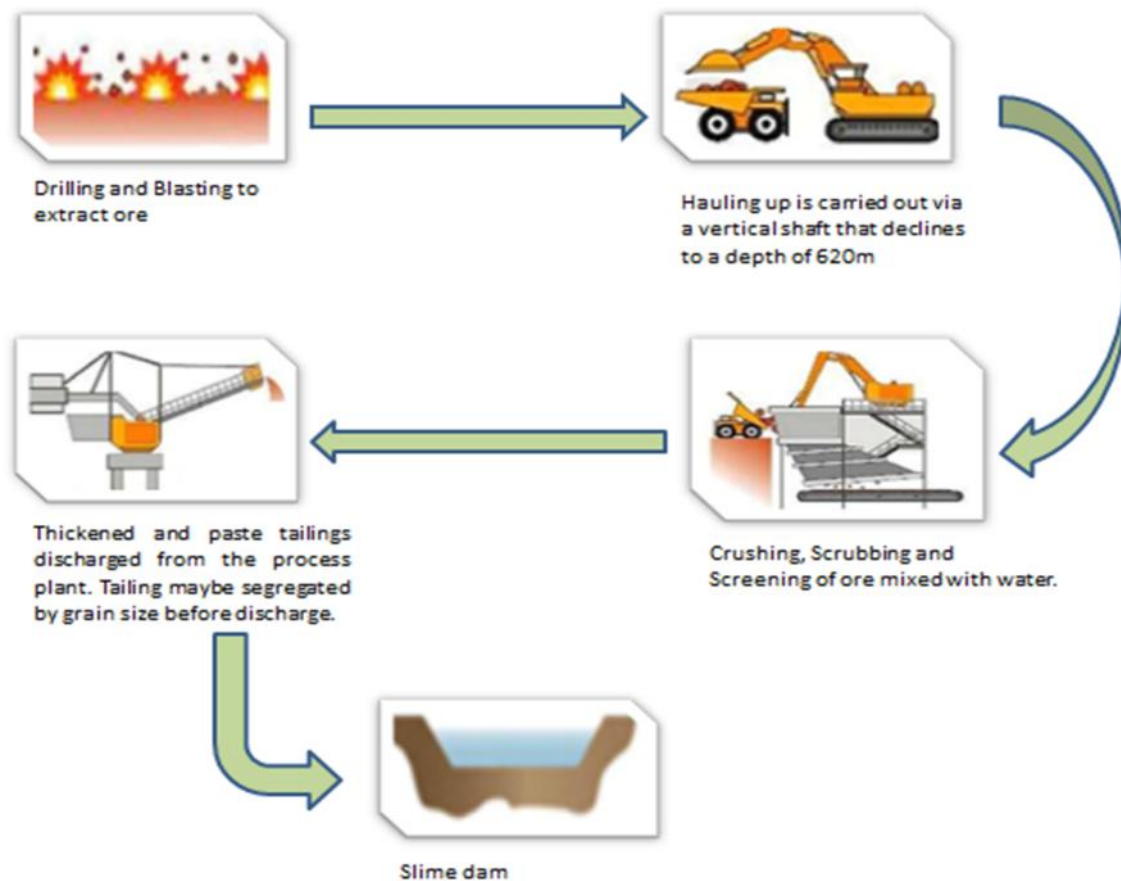 Drilling and Blasting to
extract ore
Hauling up is carried out via
a vertical shaft that declines
to a depth of 620m
Thickened and paste tailings
discharged from the process
plant. Tailing maybe segregated
by grain size before discharge.
Crushing, Scrubbing and
Screening of ore mixed with water.
Slime dam